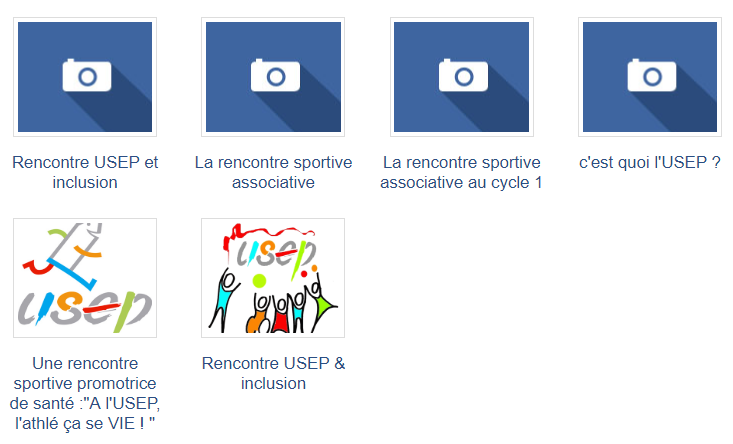 Rencontre USEP et
inclusion
La rencontre sportive
associative
La rencontre sportive
associative au cycle 1
c'est quoi l'USEP ?
usep
usep
Une rencontre
sportive promotrice
de santé :"A l'USEP,
l'athlé ça se VIE ! "
Rencontre USEP &
inclusion